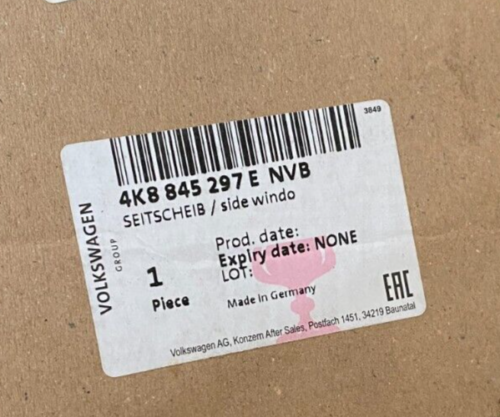 3849
4K8 845 297 E NVB
SEITSCHEIB / side windo
VOLKSWAGEN
GROUP
1
Piece
Prod. date:
Expiry date: NONE
LOT:
Made in Germany
EAC
Volkswagen AG, Konzern After Sales, Postfach 1451, 34219 Baunatal